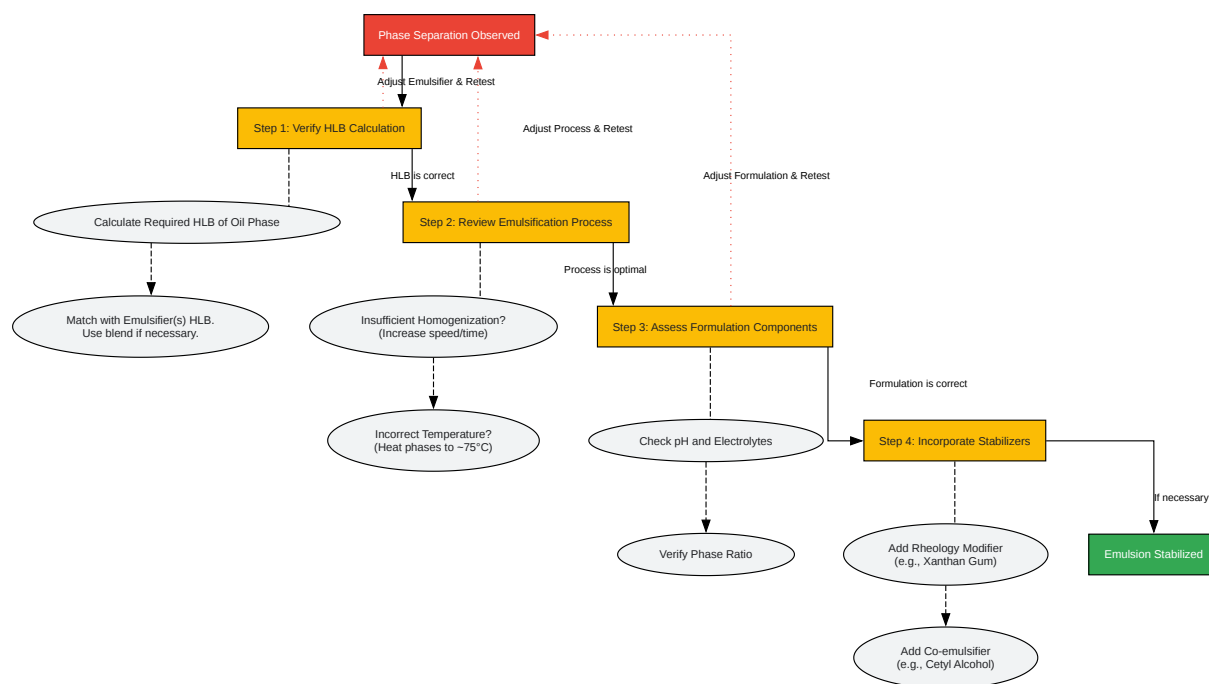 Phase Separation Observed
Adjust Emulsifier & Retest
Step 1: Verify HLB Calculation
Adjust Process & Retest
HLB is correct
Adjust Formulation & Retest
Calculate Required HLB of Oil Phase
Step 2: Review Emulsification Process
Process is optimal
Match with Emulsifier(s) HLB.
Use blend if necessary.
Insufficient Homogenization?
(Increase speed/time)
Step 3: Assess Formulation Components
Formulation is correct
Incorrect Temperature?
(Heat phases to ~75°C)
Check pH and Electrolytes
Step 4: Incorporate Stabilizers
If necessary
Verify Phase Ratio
Add Rheology Modifier
(e.g., Xanthan Gum)
Emulsion Stabilized
Add Co-emulsifier
(e.g., Cetyl Alcohol)